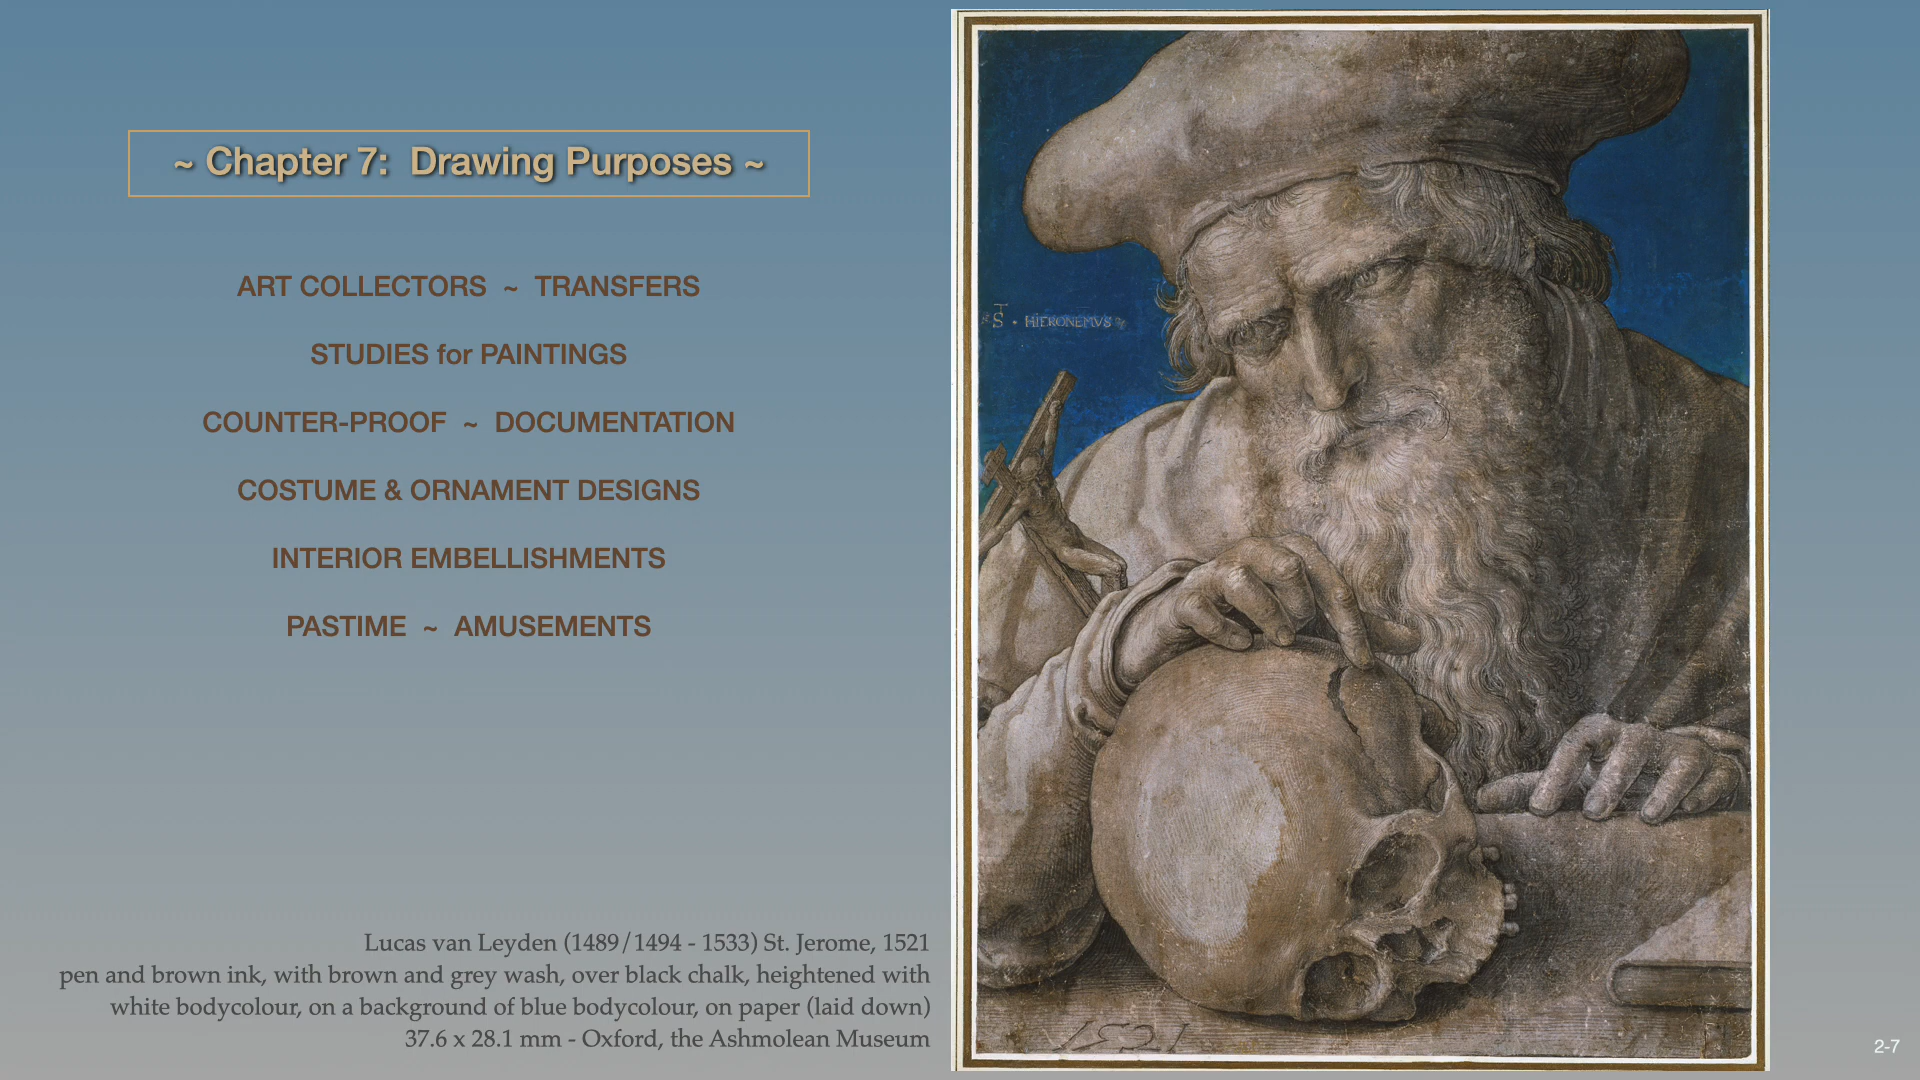 ~ Chapter 7: Drawing Purposes ~
ART COLLECTORS ~ TRANSFERS
STUDIES for PAINTINGS
COUNTER-PROOF ~ DOCUMENTATION
COSTUME & ORNAMENT DESIGNS
INTERIOR EMBELLISHMENTS
PASTIME ~ AMUSEMENTS
Lucas van Leyden (1489/1494 - 1533) St. Jerome, 1521
pen and brown ink, with brown and grey wash, over black chalk, heightened with
white bodycolour, on a background of blue bodycolour, on paper (laid down)
37.6 x 28.1 mm - Oxford, the Ashmolean Museum
S · HIERONEMVS
1521
2-7